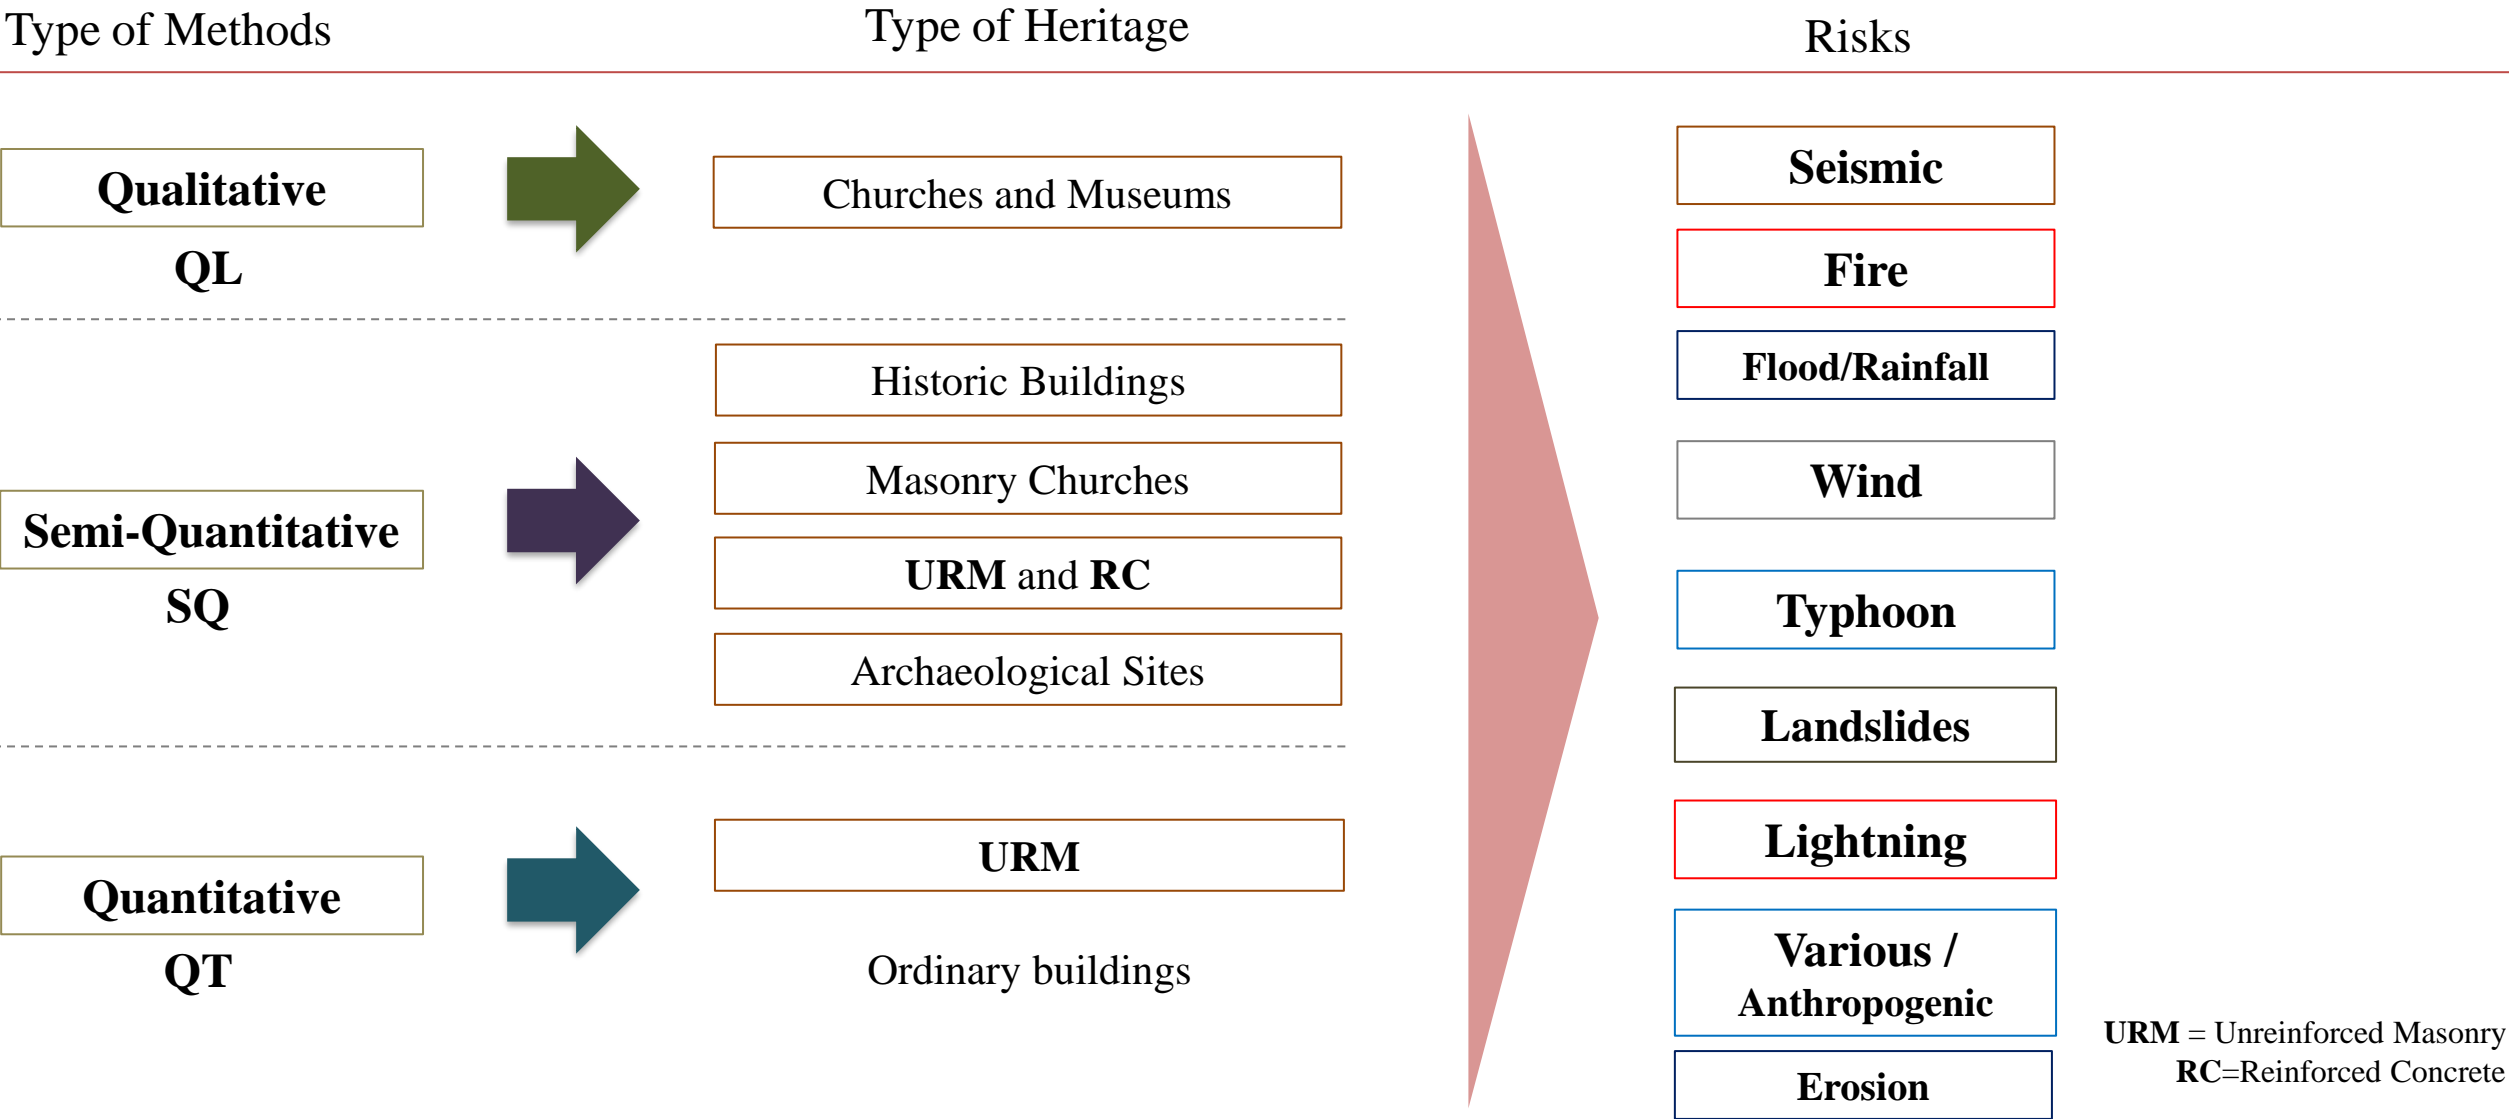 Type of Methods
Type of Heritage
Risks
Qualitative
QL
Churches and Museums
Semi-Quantitative
SQ
Historic Buildings
Masonry Churches
URM and RC
Archaeological Sites
Quantitative
QT
URM
Ordinary buildings
Seismic
Fire
Flood/Rainfall
Wind
Typhoon
Landslides
Lightning
Various /
Anthropogenic
Erosion
URM = Unreinforced Masonry
RC=Reinforced Concrete